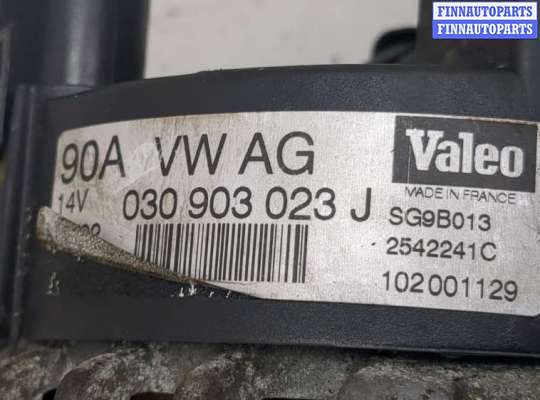 FINNAUTOPARTS
FINNAUTOPARTS
90A VW AG
14V 030 903 023 J
Valeo
MADE IN FRANCE
SG9B013
2542241C
102001129